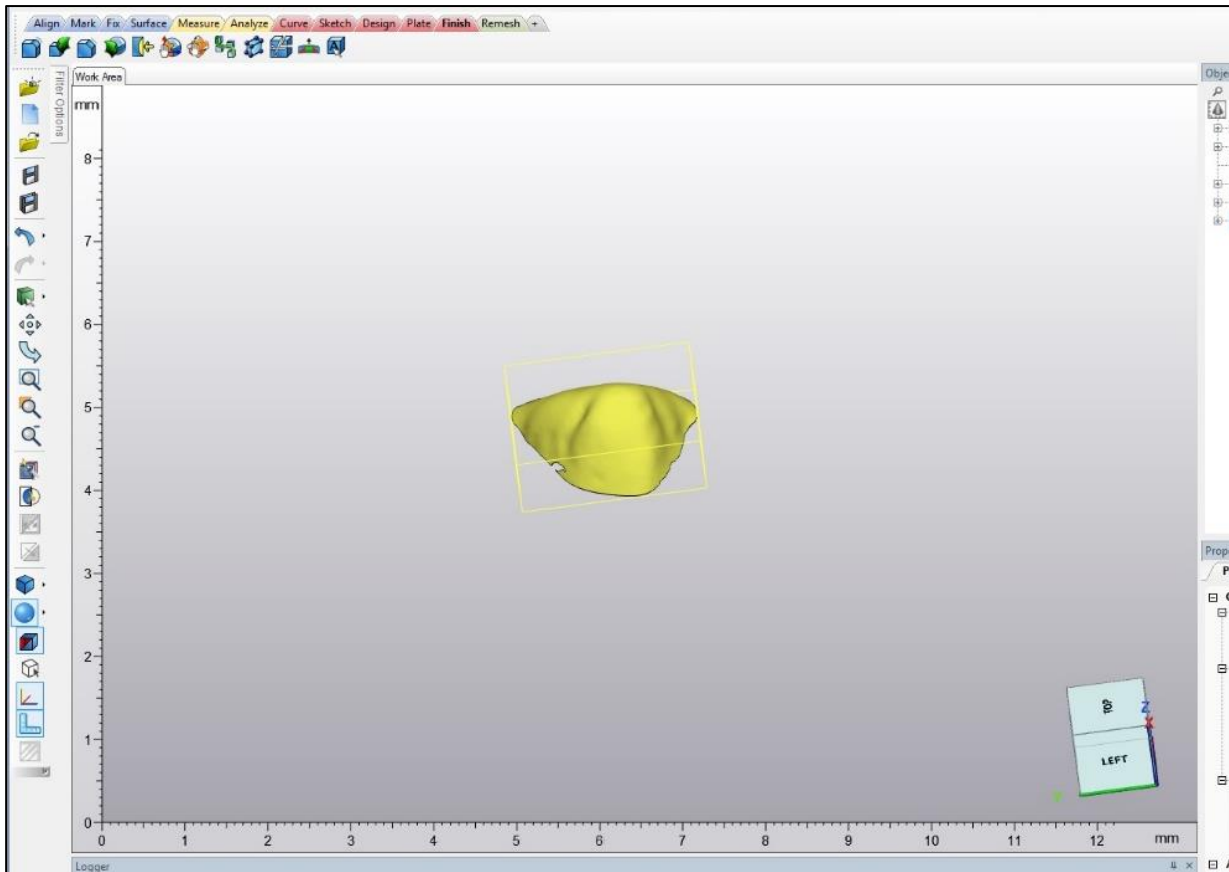 Align Mark Fix Surface Measure Analyze Curve Sketch Design Plate Finish Remesh +
Filter Options
Work Area
Obje
mm
8
7
6
5
4
3
2
1
0
0 1 2 3 4 5 6 7 8 9 10 11 12 mm
TOP
Z
X
LEFT
Y
Prope
P
Logger